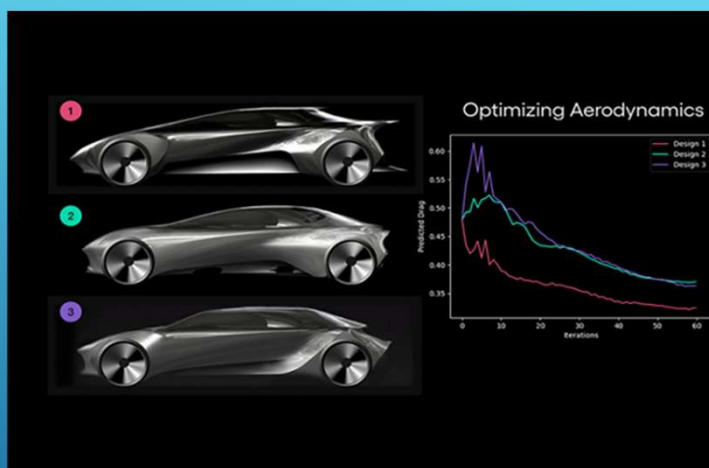 1
2
3
Optimizing Aerodynamics
Design 1
Design 2
Design 3
Predicted Drag
0.60
0.55
0.50
0.45
0.40
0.35
0
10
20
30
40
50
60
Iterations